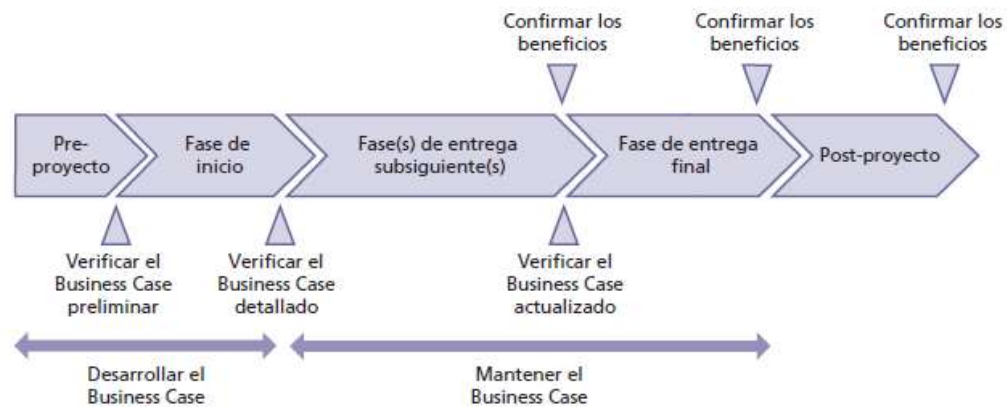 Confirmar los
beneficios
Confirmar los
beneficios
Confirmar los
beneficios
Pre-
proyecto
Fase de
inicio
Fase(s) de entrega
subsiguiente(s)
Fase de entrega
final
Post-proyecto
Verificar el
Business Case
preliminar
Verificar el
Business Case
detallado
Verificar el
Business Case
actualizado
Desarrollar el
Business Case
Mantener el
Business Case